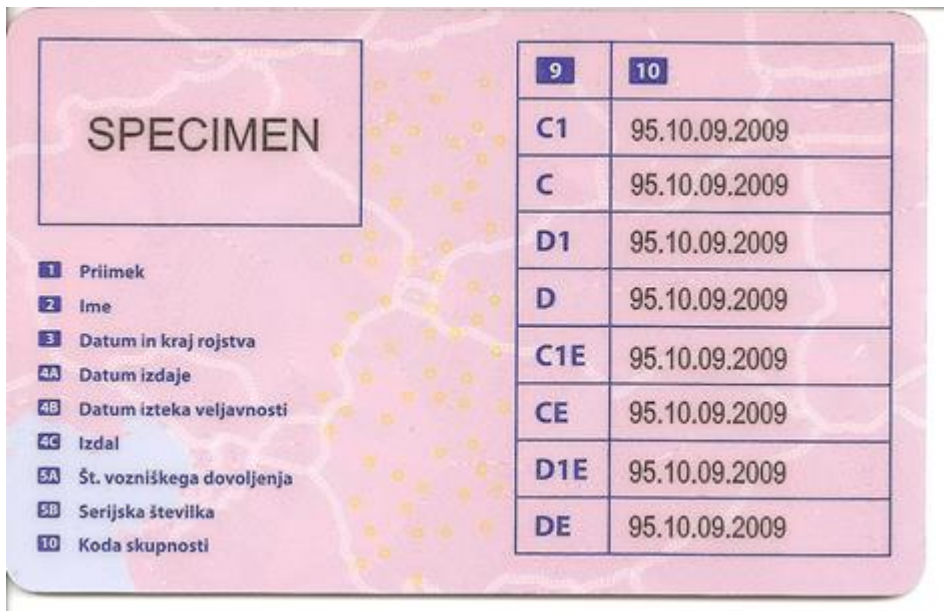 SPECIMEN
1 Priimek
2 Ime
3 Datum in kraj rojstva
4A Datum izdaje
4B Datum izteka veljavnosti
4C Izdal
5A Št. vozniškega dovoljenja
5B Serijska številka
10 Koda skupnosti
9 10
C1 95.10.09.2009
C 95.10.09.2009
D1 95.10.09.2009
D 95.10.09.2009
C1E 95.10.09.2009
CE 95.10.09.2009
D1E 95.10.09.2009
DE 95.10.09.2009